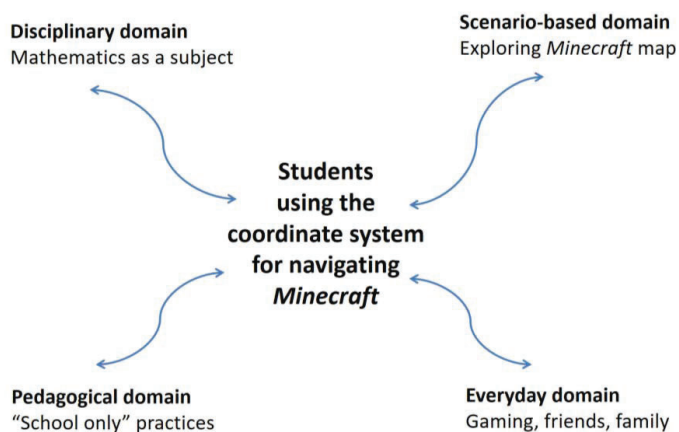 Disciplinary domain
Mathematics as a subject
Scenario-based domain
Exploring Minecraft map
Students
using the
coordinate system
for navigating
Minecraft
Pedagogical domain
“School only” practices
Everyday domain
Gaming, friends, family